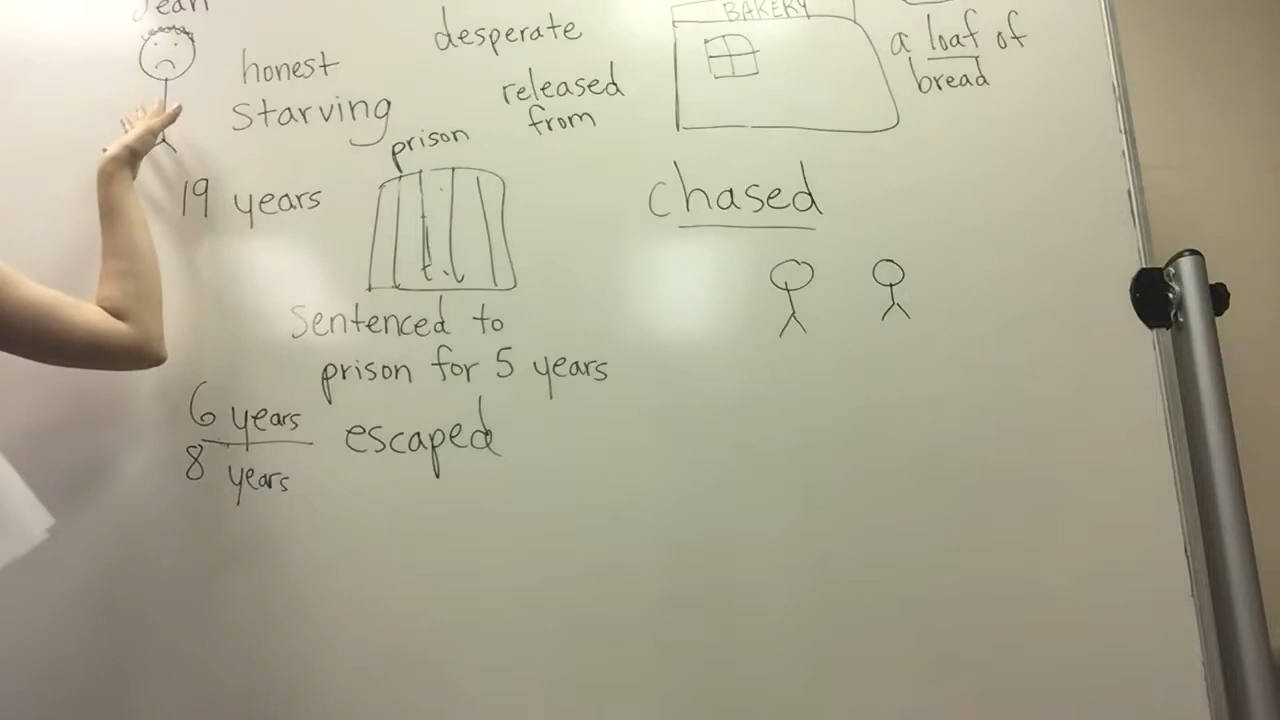 Jean
honest
starving
desperate
released
from
prison
19 years
sentenced to
prison for 5 years
6 years
8 years
escaped
BAKERY
a loaf of
bread
chased